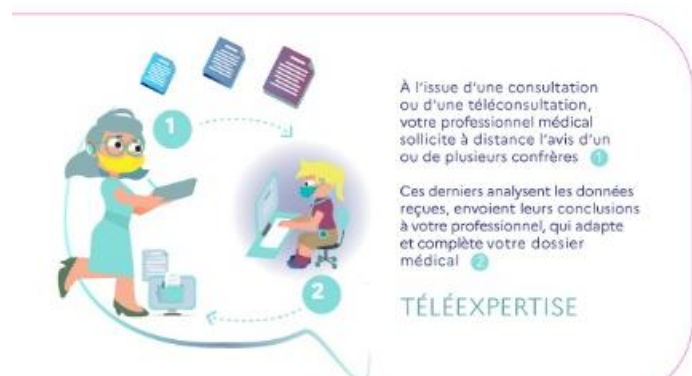 1
2
À l'issue d'une consultation
ou d'une téléconsultation,
votre professionnel médical
sollicite à distance l'avis d'un
ou de plusieurs confrères 1
Ces derniers analysent les données
reçues, envoient leurs conclusions
à votre professionnel, qui adapte
et complète votre dossier
médical 2
TÉLÉEXPERTISE